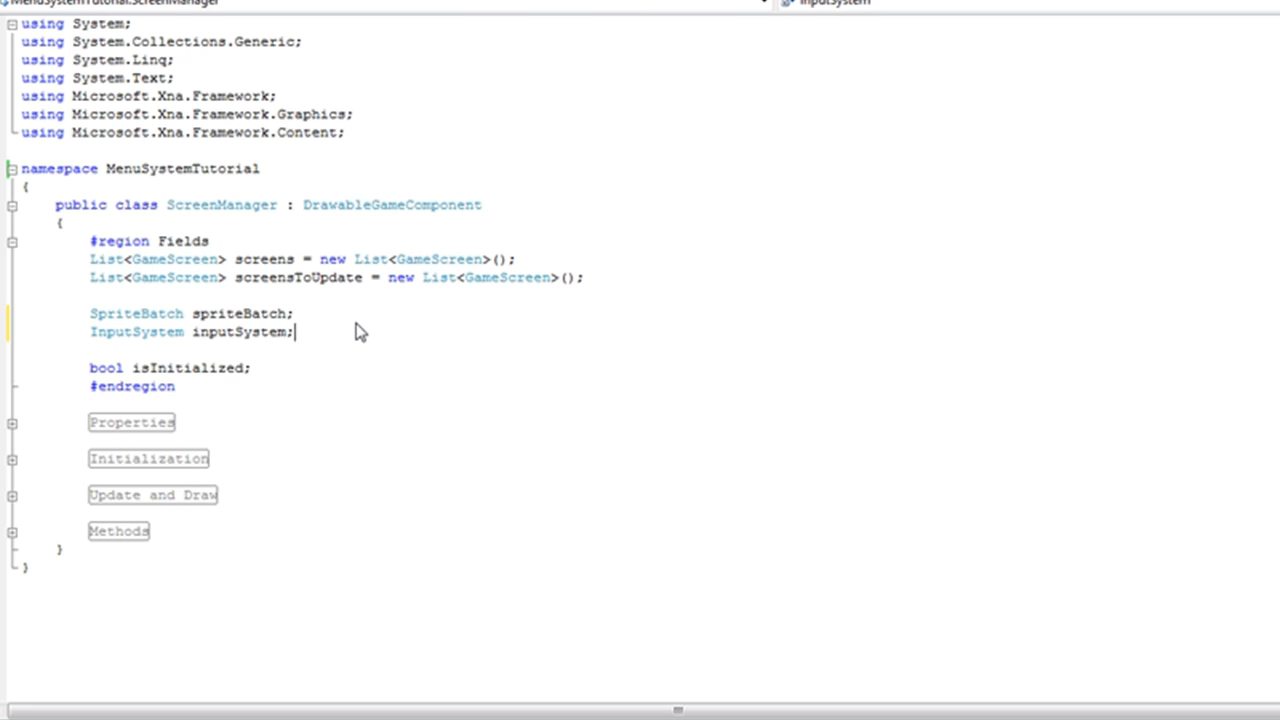 MenuSystemTutorial.ScreenManager
InputSystem
using System;
using System.Collections.Generic;
using System.Linq;
using System.Text;
using Microsoft.Xna.Framework;
using Microsoft.Xna.Framework.Graphics;
using Microsoft.Xna.Framework.Content;
namespace MenuSystemTutorial
{
public class ScreenManager : DrawableGameComponent
{
#region Fields
List<GameScreen> screens = new List<GameScreen>();
List<GameScreen> screensToUpdate = new List<GameScreen>();
SpriteBatch spriteBatch;
InputSystem inputSystem;
bool isInitialized;
#endregion
Properties
Initialization
Update and Draw
Methods
}
}